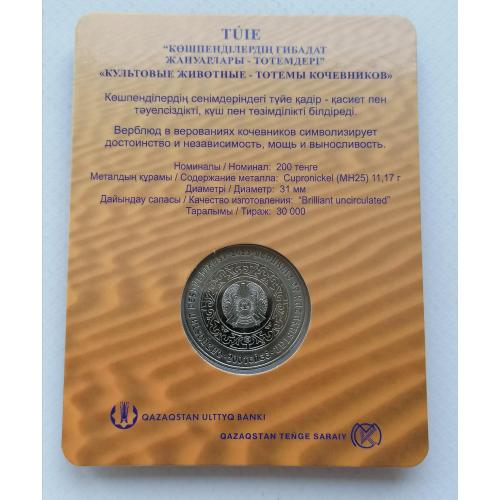 TÚIE
"КӨШПЕНДІЛЕРДІҢ ҒИБАДАТ
ЖАНУАРЛАРЫ - ТОТЕМДЕРІ"
«КУЛЬТОВЫЕ ЖИВОТНЫЕ - ТОТЕМЫ КОЧЕВНИКОВ»
Көшпенділердің сенімдеріндегі түйе қадір - қасиет пен
тәуелсіздікті, күш пен төзімділікті білдіреді.
Верблюд в верованиях кочевников символизирует
достоинство и независимость, мощь и выносливость.
Номиналы / Номинал: 200 теңге
Металдың құрамы / Содержание металла: Cupronickel (МН25) 11,17 г
Диаметрі / Диаметр: 31 мм
Дайындау сапасы / Качество изготовления: "Brilliant uncirculated"
Таралымы / Тираж: 30 000
QAZAQSTAN ULTTYQ BANKI
QAZAQSTAN TEŃGE SARAIY